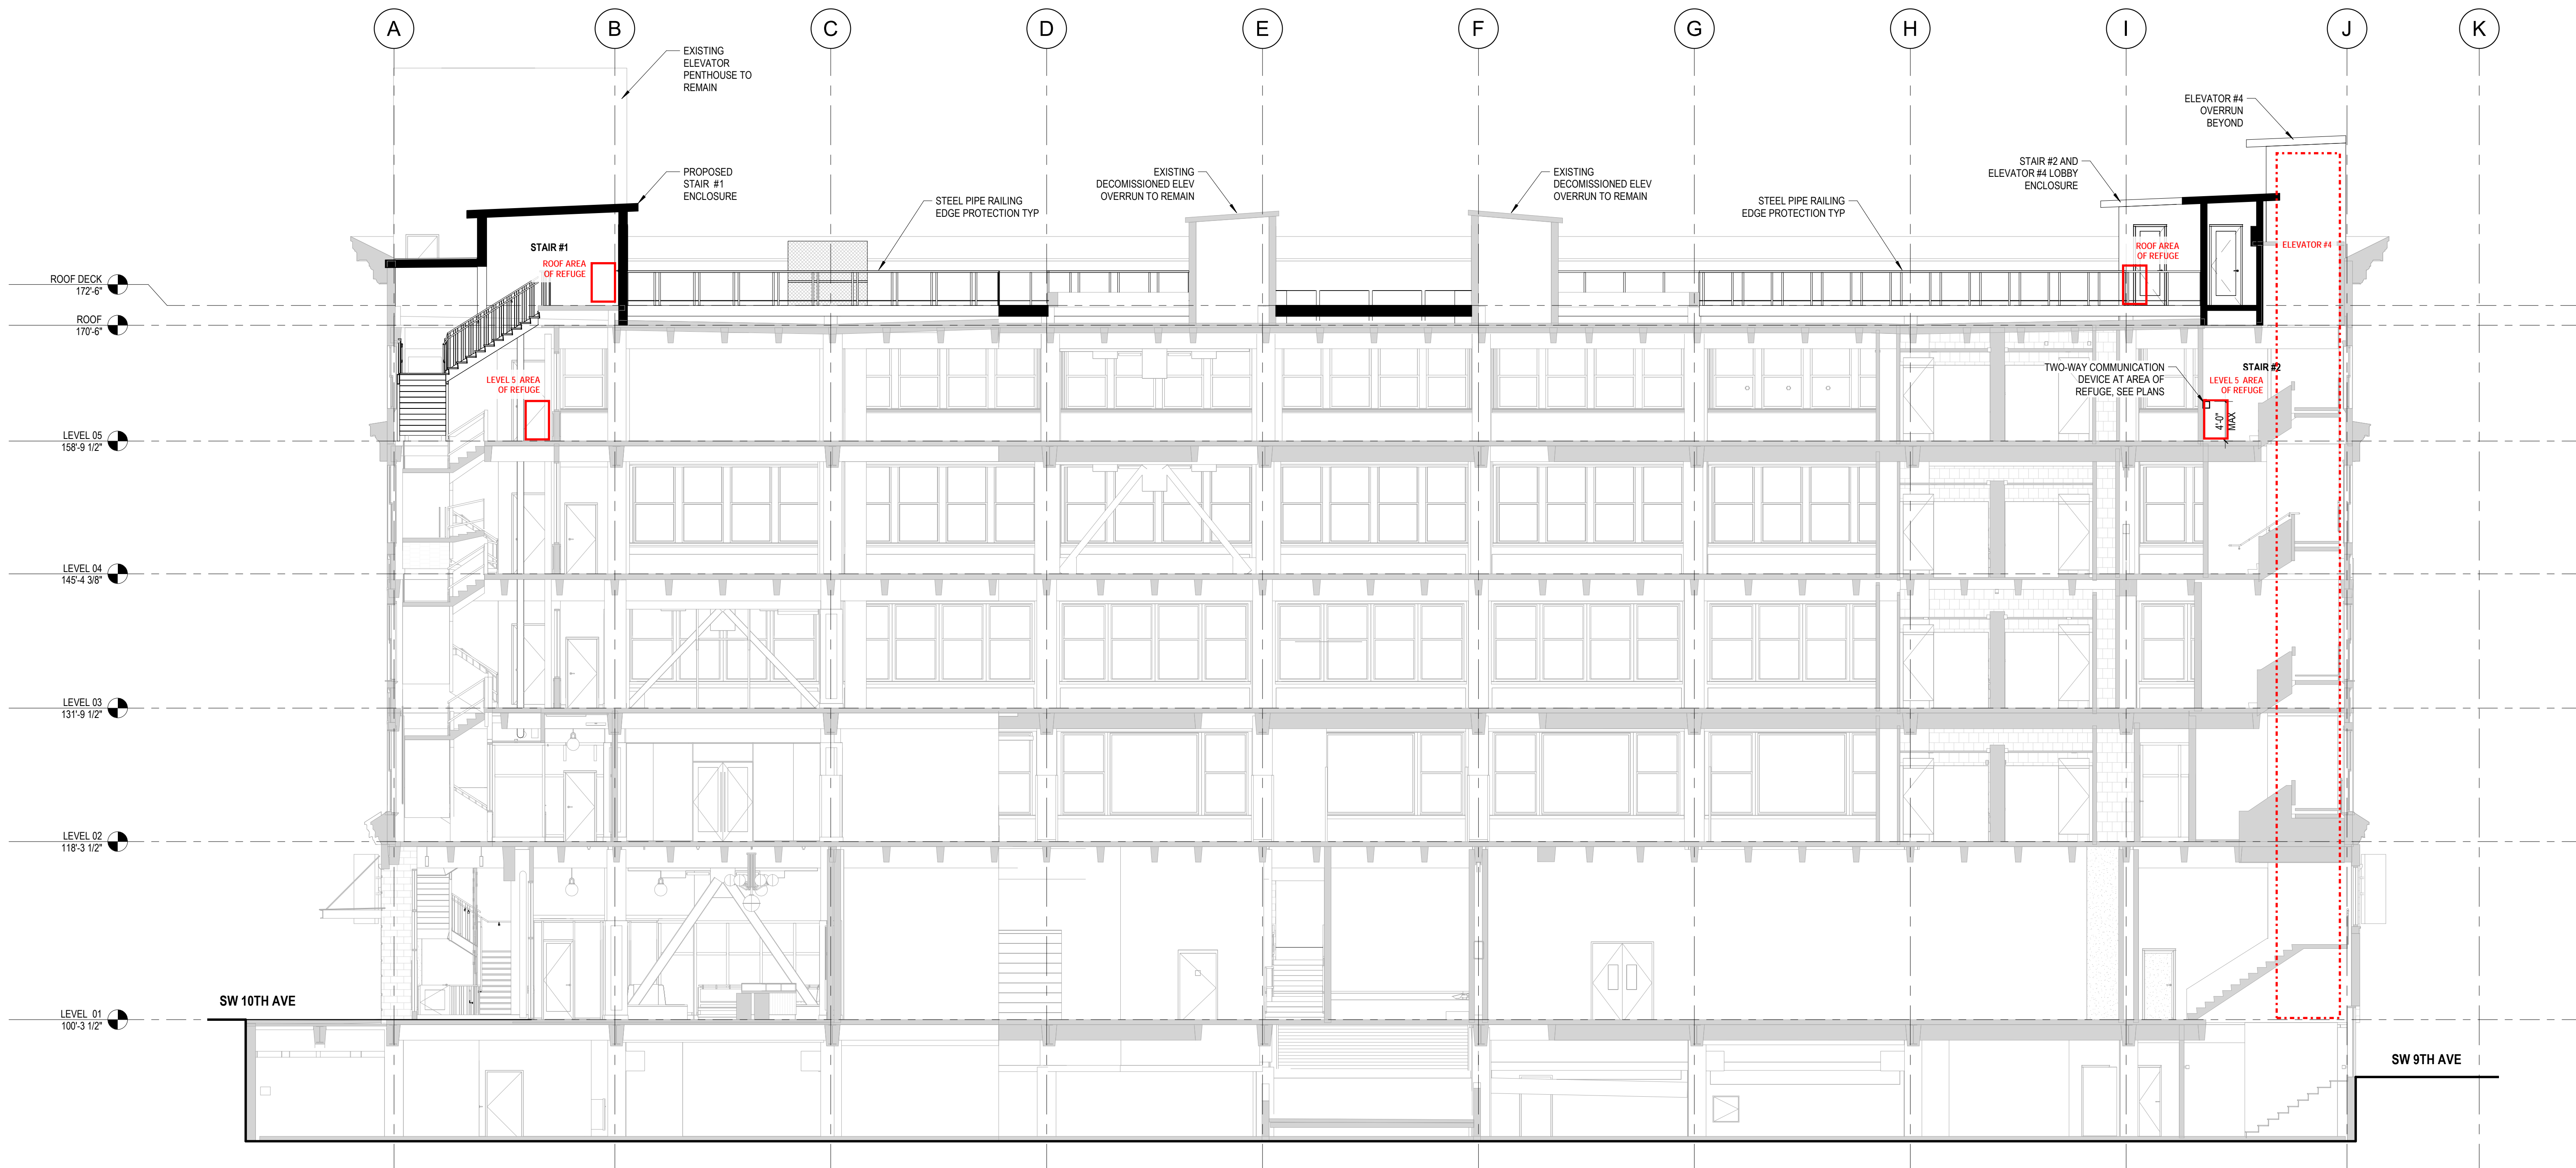 A
B
C
D
E
F
G
H
I
J
K
EXISTING
ELEVATOR
PENTHOUSE TO
REMAIN
ELEVATOR #4
OVERRUN
BEYOND
PROPOSED
STAIR #1
ENCLOSURE
STEEL PIPE RAILING
EDGE PROTECTION TYP
EXISTING
DECOMISSIONED ELEV
OVERRUN TO REMAIN
EXISTING
DECOMISSIONED ELEV
OVERRUN TO REMAIN
STEEL PIPE RAILING
EDGE PROTECTION TYP
STAIR #2 AND
ELEVATOR #4 LOBBY
ENCLOSURE
STAIR #1
ROOF AREA
OF REFUGE
ROOF AREA
OF REFUGE
ELEVATOR #4
ROOF DECK
172'-6"
ROOF
170'-6"
LEVEL 5 AREA
OF REFUGE
TWO-WAY COMMUNICATION
DEVICE AT AREA OF
REFUGE, SEE PLANS
STAIR #2
LEVEL 5 AREA
OF REFUGE
4'-0"
MAX
LEVEL 05
158'-9 1/2"
LEVEL 04
145'-4 3/8"
LEVEL 03
131'-9 1/2"
LEVEL 02
118'-3 1/2"
SW 10TH AVE
LEVEL 01
100'-3 1/2"
SW 9TH AVE